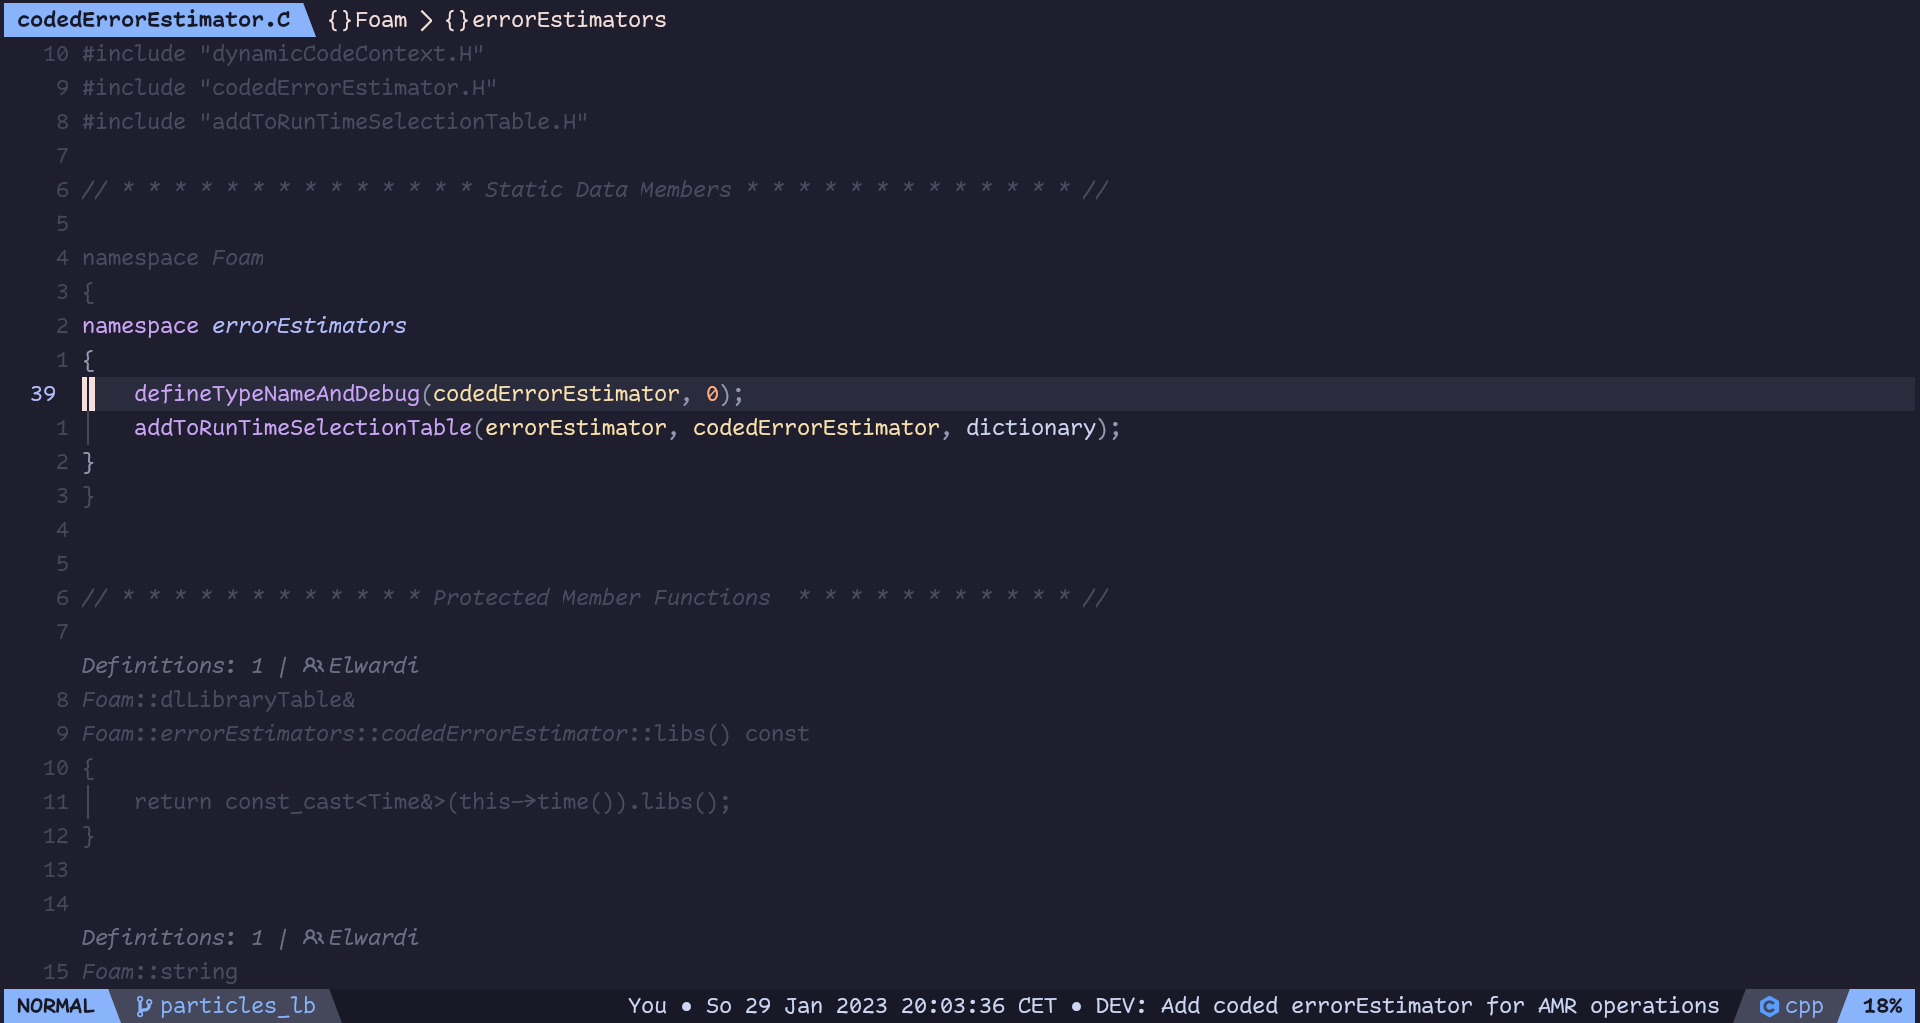 codedErrorEstimator.C {}Foam > {}errorEstimators
10 #include "dynamicCodeContext.H"
9 #include "codedErrorEstimator.H"
8 #include "addToRunTimeSelectionTable.H"
7
6 // * * * * * * * * * * * * * * Static Data Members * * * * * * * * * * * * * //
5
4 namespace Foam
3 {
2 namespace errorEstimators
1 {
39 defineTypeNameAndDebug(codedErrorEstimator, 0);
1 addToRunTimeSelectionTable(errorEstimator, codedErrorEstimator, dictionary);
2 }
3 }
4
5
6 // * * * * * * * * * * * * Protected Member Functions  * * * * * * * * * * * //
7
Definitions: 1 | Elwardi
8 Foam::dlLibraryTable&
9 Foam::errorEstimators::codedErrorEstimator::libs() const
10 {
11 return const_cast<Time&>(this->time()).libs();
12 }
13
14
Definitions: 1 | Elwardi
15 Foam::string
NORMAL particles_lb You • So 29 Jan 2023 20:03:36 CET • DEV: Add coded errorEstimator for AMR operations cpp 18%